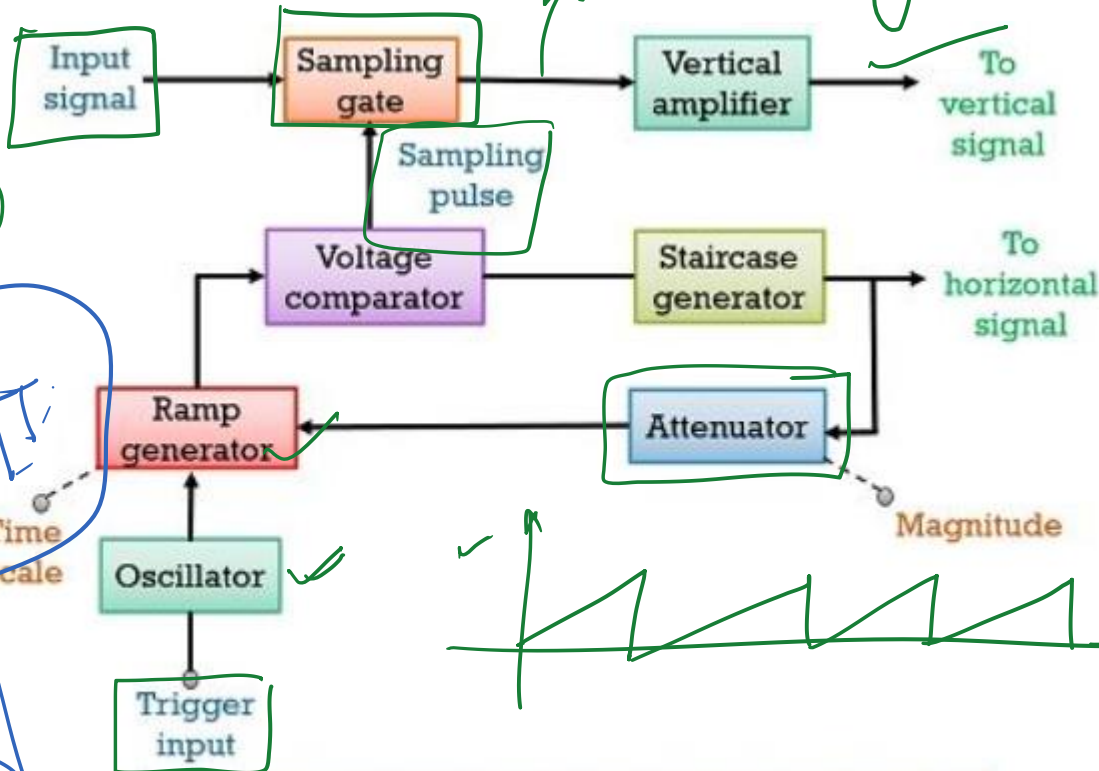 Input
signal
Sampling
gate
Vertical
amplifier
To
vertical
signal
Sampling
pulse
Voltage
comparator
Staircase
generator
To
horizontal
signal
Ramp
generator
Attenuator
Time
cale
Magnitude
Oscillator
Trigger
input